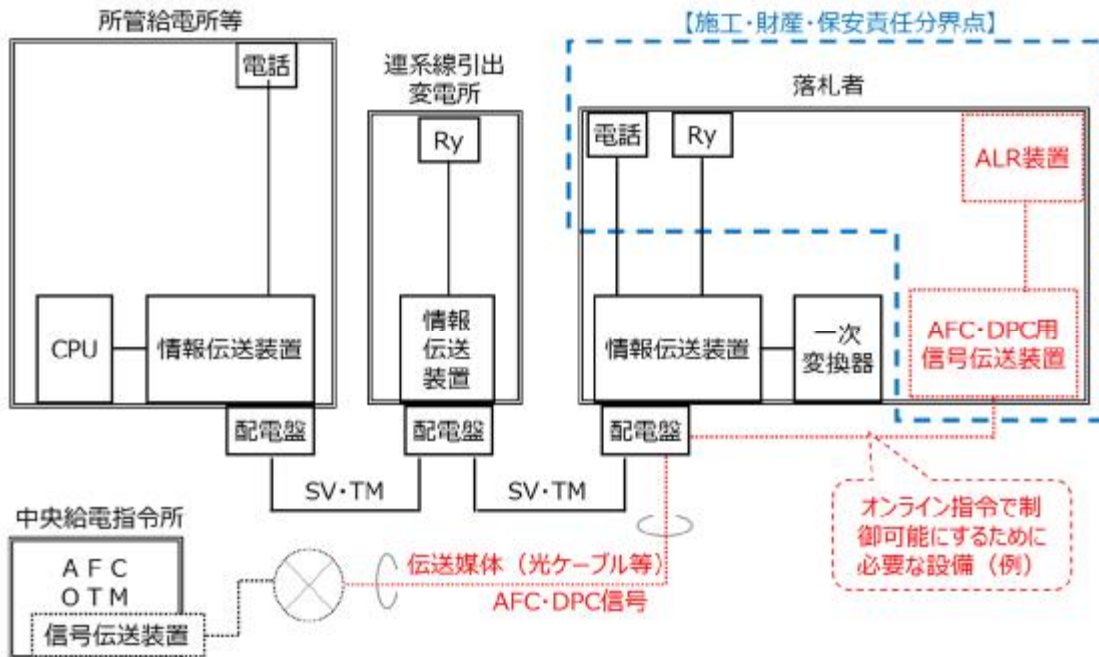 所管給電所等
電話
CPU
情報伝送装置
配電盤
連系線引出
変電所
Ry
情報
伝送
装置
配電盤
【施工・財産・保安責任分界点】
落札者
電話
Ry
ALR装置
情報伝送装置
一次
変換器
AFC・DPC用
信号伝送装置
配電盤
SV・TM
SV・TM
オンライン指令で制
御可能にするために
必要な設備（例）
中央給電指令所
AFC
OTM
信号伝送装置
伝送媒体（光ケーブル等）
AFC・DPC信号